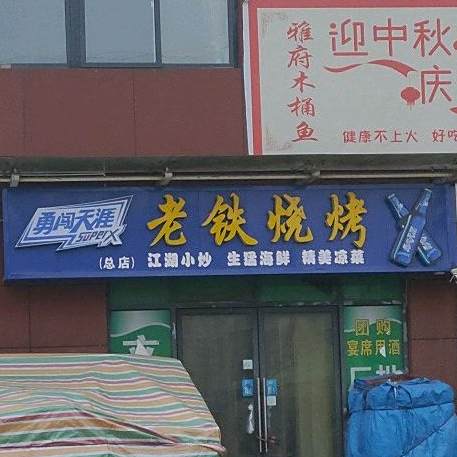 雅府木桶鱼
迎中秋
庆
健康不上火 好吃
勇闯天涯
SUPERX
老铁烧烤
(总店) 江湖小炒 生猛海鲜 精美凉菜
团购
宴席用酒